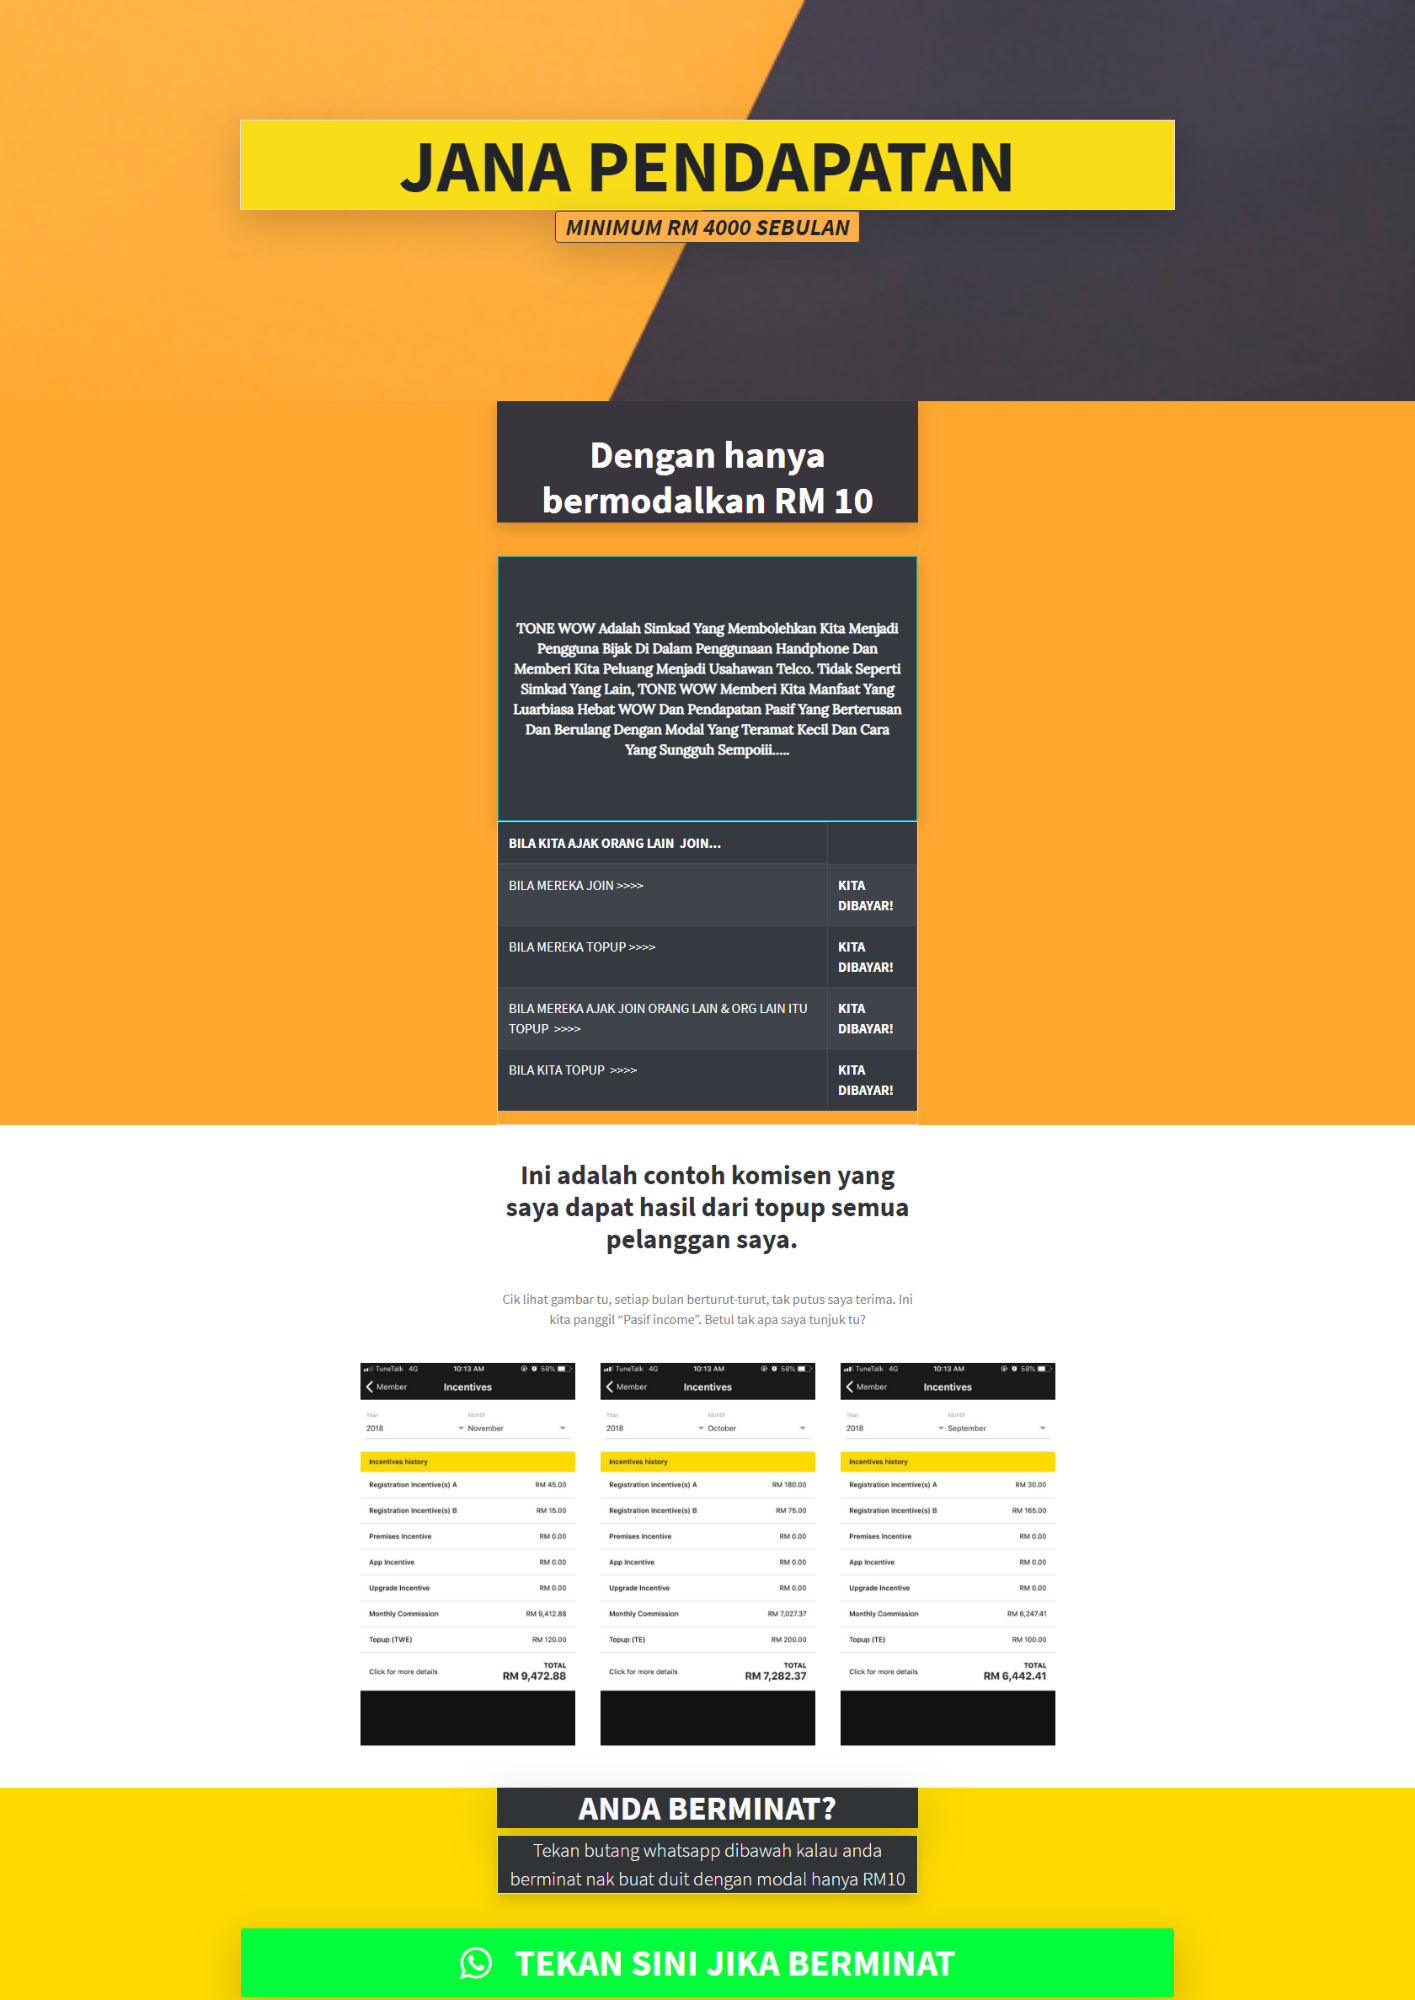 JANA PENDAPATAN
MINIMUM RM 4000 SEBULAN
Dengan hanya
bermodalkan RM 10
TONE WOW Adalah Simkad Yang Membolehkan Kita Menjadi
Pengguna Bijak Di Dalam Penggunaan Handphone Dan
Memberi Kita Peluang Menjadi Usahawan Telco. Tidak Seperti
Simkad Yang Lain, TONE WOW Memberi Kita Manfaat Yang
Luarbiasa Hebat WOW Dan Pendapatan Pasif Yang Berterusan
Dan Berulang Dengan Modal Yang Teramat Kecil Dan Cara
Yang Sungguh Sempoiii.....
BILA KITA AJAK ORANG LAIN  JOIN...
BILA MEREKA JOIN >>>>
KITA
DIBAYAR!
BILA MEREKA TOPUP >>>>
KITA
DIBAYAR!
BILA MEREKA AJAK JOIN ORANG LAIN & ORG LAIN ITU
TOPUP  >>>>
KITA
DIBAYAR!
BILA KITA TOPUP  >>>>
KITA
DIBAYAR!
Ini adalah contoh komisen yang
saya dapat hasil dari topup semua
pelanggan saya.
Cik lihat gambar tu, setiap bulan berturut-turut, tak putus saya terima. Ini
kita panggil “Pasif income”. Betul tak apa saya tunjuk tu?
TuneTalk 4G 10:13 AM 58%
Member Incentives
Year Month
2018 November
Incentives history
Registration Incentive(s) A RM 45.00
Registration Incentive(s) B RM 15.00
Premises Incentive RM 0.00
App Incentive RM 0.00
Upgrade Incentive RM 0.00
Monthly Commission RM 9,412.88
Topup (TWE) RM 120.00
TOTAL
Click for more details RM 9,472.88
TuneTalk 4G 10:13 AM 58%
Member Incentives
Year Month
2018 October
Incentives history
Registration Incentive(s) A RM 180.00
Registration Incentive(s) B RM 75.00
Premises Incentive RM 0.00
App Incentive RM 0.00
Upgrade Incentive RM 0.00
Monthly Commission RM 7,027.37
Topup (TE) RM 200.00
TOTAL
Click for more details RM 7,282.37
TuneTalk 4G 10:13 AM 58%
Member Incentives
Year Month
2018 September
Incentives history
Registration Incentive(s) A RM 30.00
Registration Incentive(s) B RM 165.00
Premises Incentive RM 0.00
App Incentive RM 0.00
Upgrade Incentive RM 0.00
Monthly Commission RM 6,247.41
Topup (TE) RM 100.00
TOTAL
Click for more details RM 6,442.41
ANDA BERMINAT?
Tekan butang whatsapp dibawah kalau anda
berminat nak buat duit dengan modal hanya RM10
TEKAN SINI JIKA BERMINAT